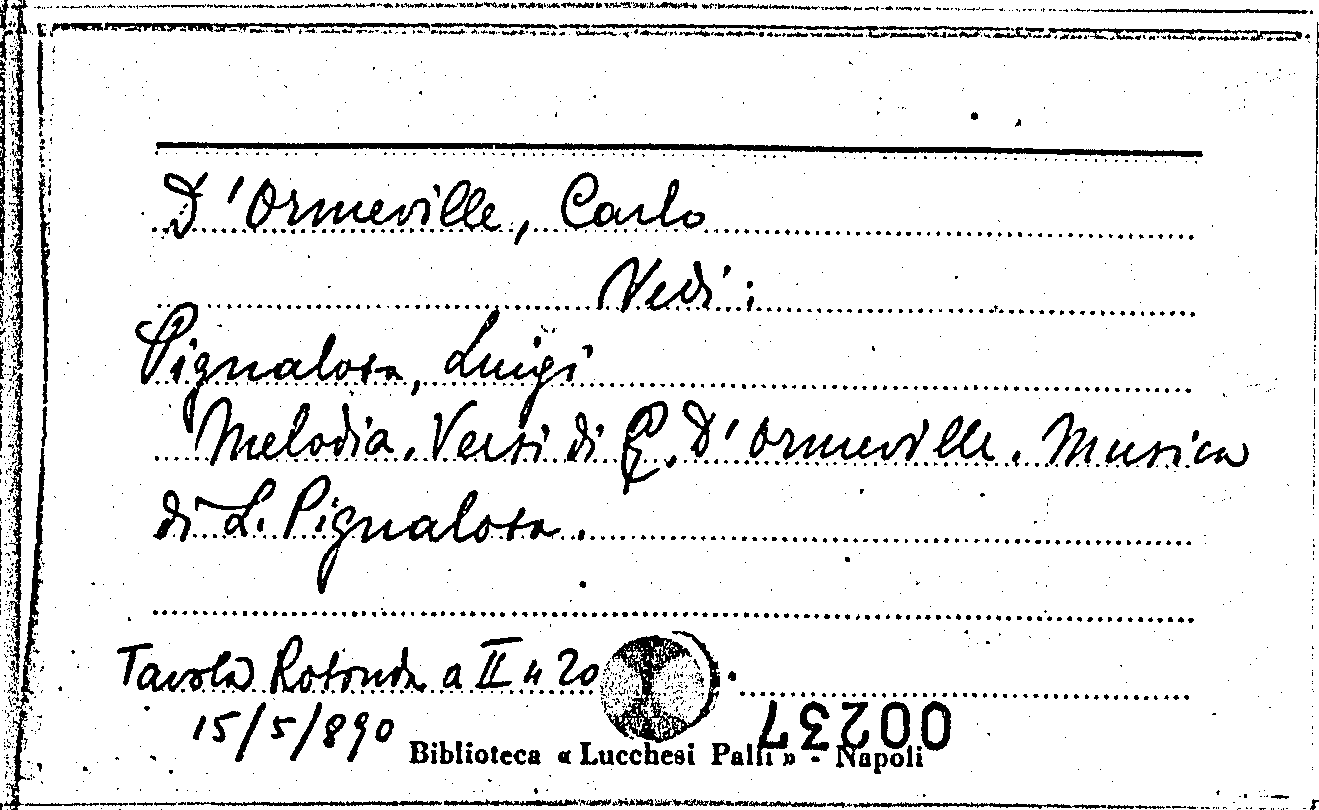 D'Ormeville, Carlo
Vedi:
Pignalosa, Luigi
Melodia. Versi di C. D'Ormeville. Musica
di L. Pignalosa.
Tavola Rotonda a II n 20
15/5/890
00237
Biblioteca « Lucchesi Palli » - Napoli